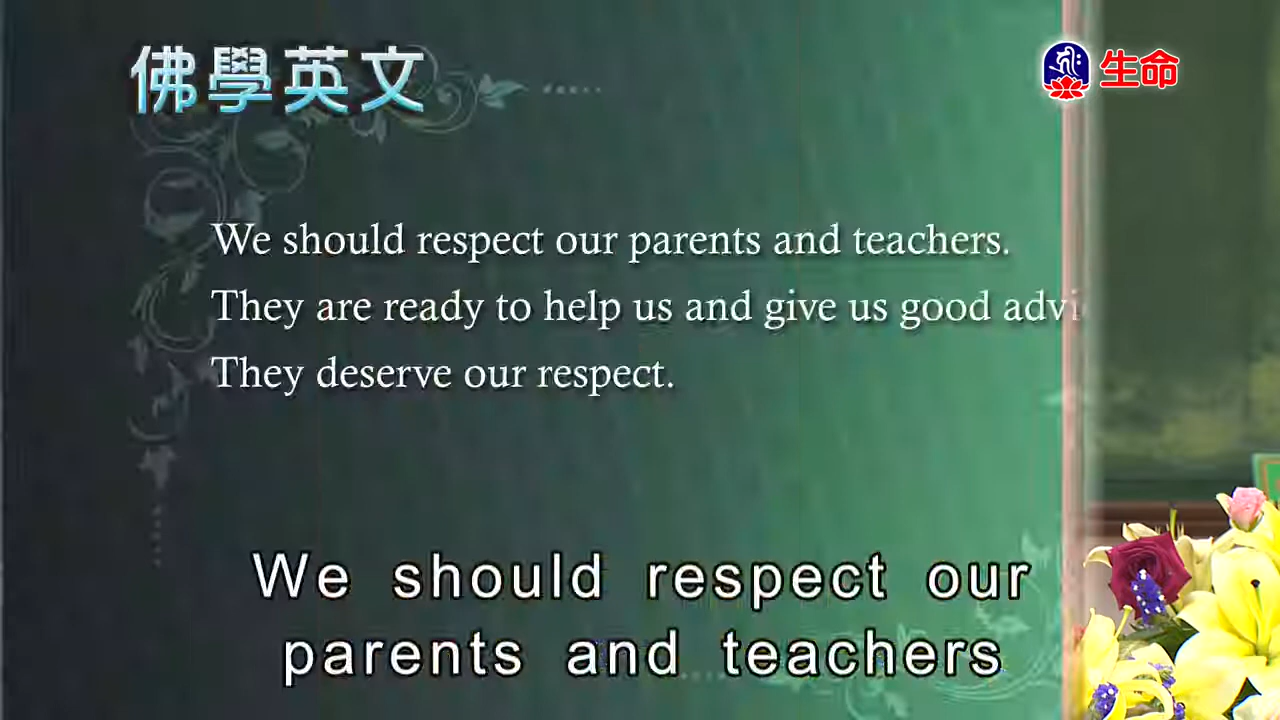 佛學英文
生命
We should respect our parents and teachers.
They are ready to help us and give us good
They deserve our respect.
We should respect our
parents and teachers